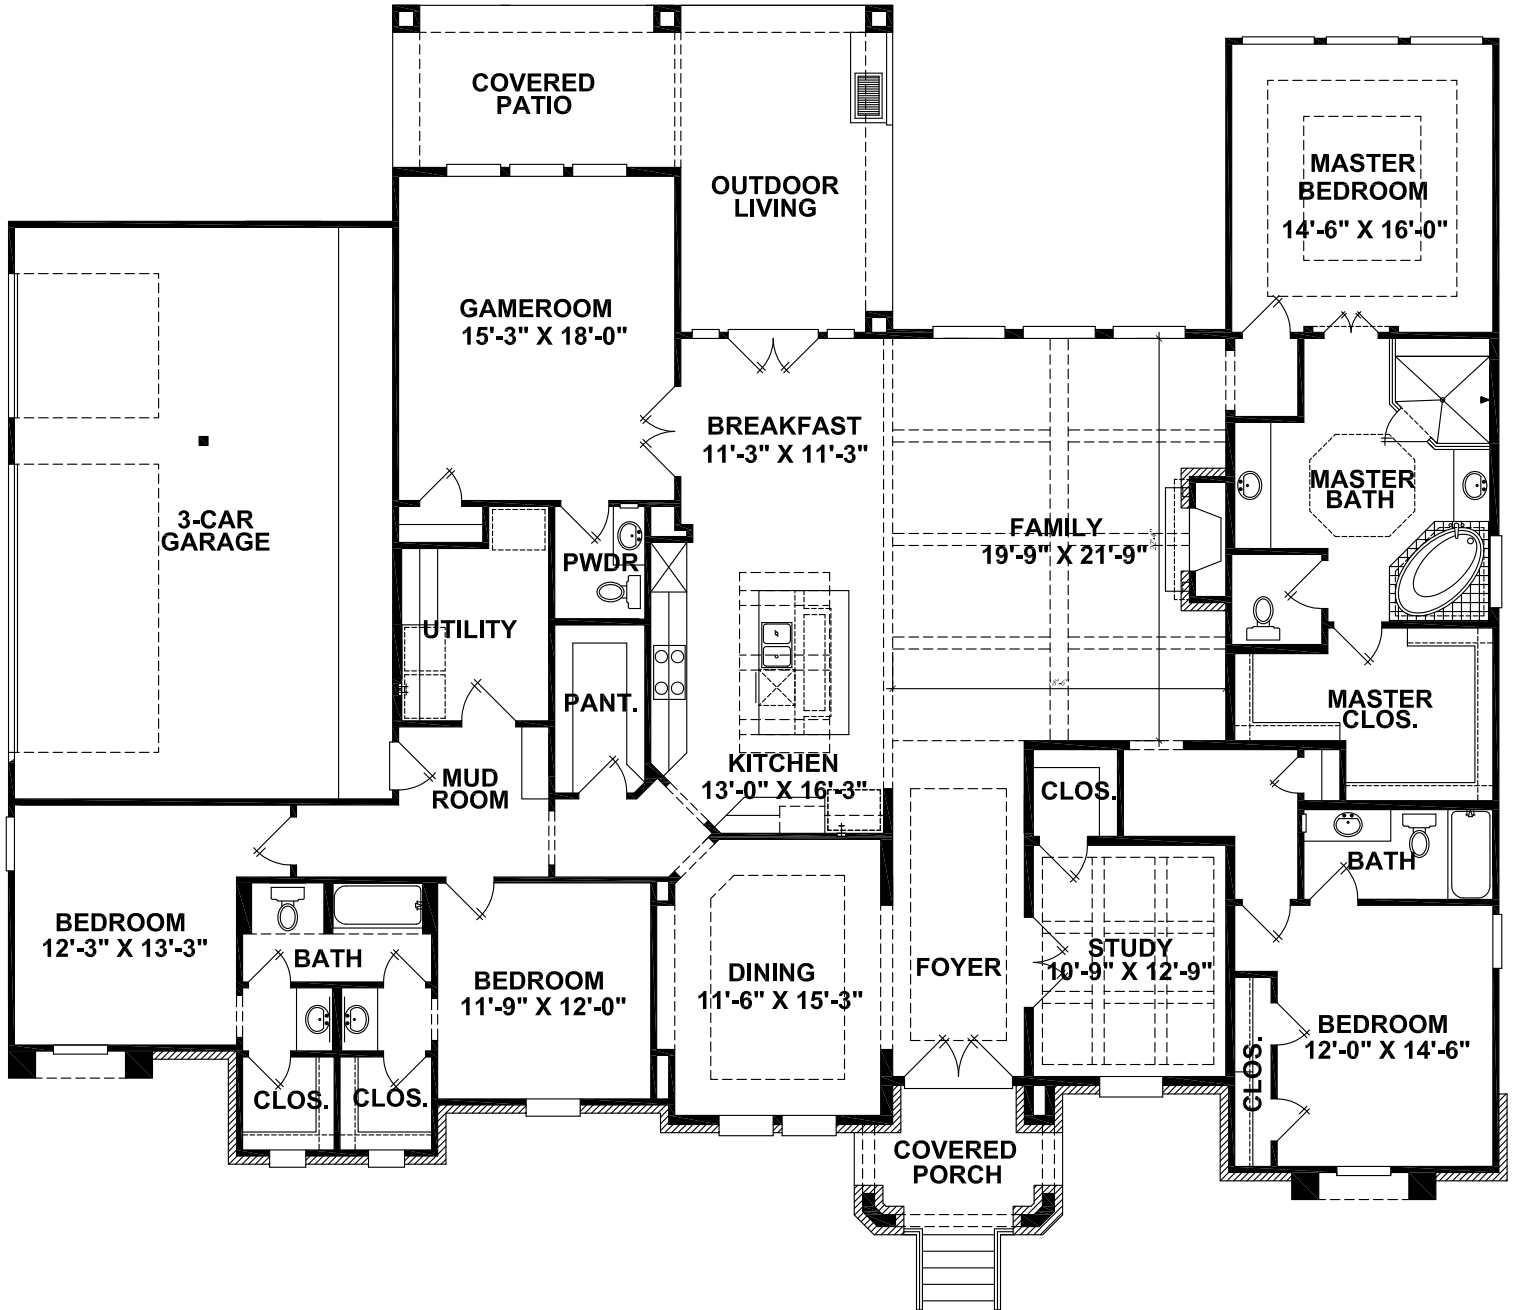 COVERED
PATIO
OUTDOOR
LIVING
MASTER
BEDROOM
14'-6" X 16'-0"
GAMEROOM
15'-3" X 18'-0"
BREAKFAST
11'-3" X 11'-3"
MASTER
BATH
3-CAR
GARAGE
FAMILY
19'-9" X 21'-9"
PWDR
UTILITY
PANT.
MASTER
CLOS.
MUD
ROOM
KITCHEN
13'-0" X 16'-3"
CLOS.
BATH
BEDROOM
12'-3" X 13'-3"
BATH
BEDROOM
11'-9" X 12'-0"
DINING
11'-6" X 15'-3"
FOYER
STUDY
10'-9" X 12'-9"
BEDROOM
12'-0" X 14'-6"
CLOS.
CLOS.
CLOS.
COVERED
PORCH